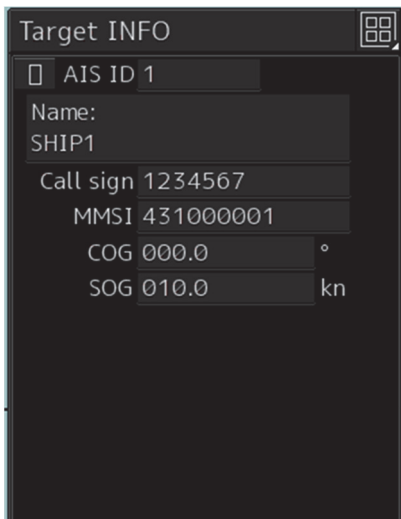 Target INFO
AIS ID 1
Name:
SHIP1
Call sign 1234567
MMSI 431000001
COG 000.0 °
SOG 010.0 kn